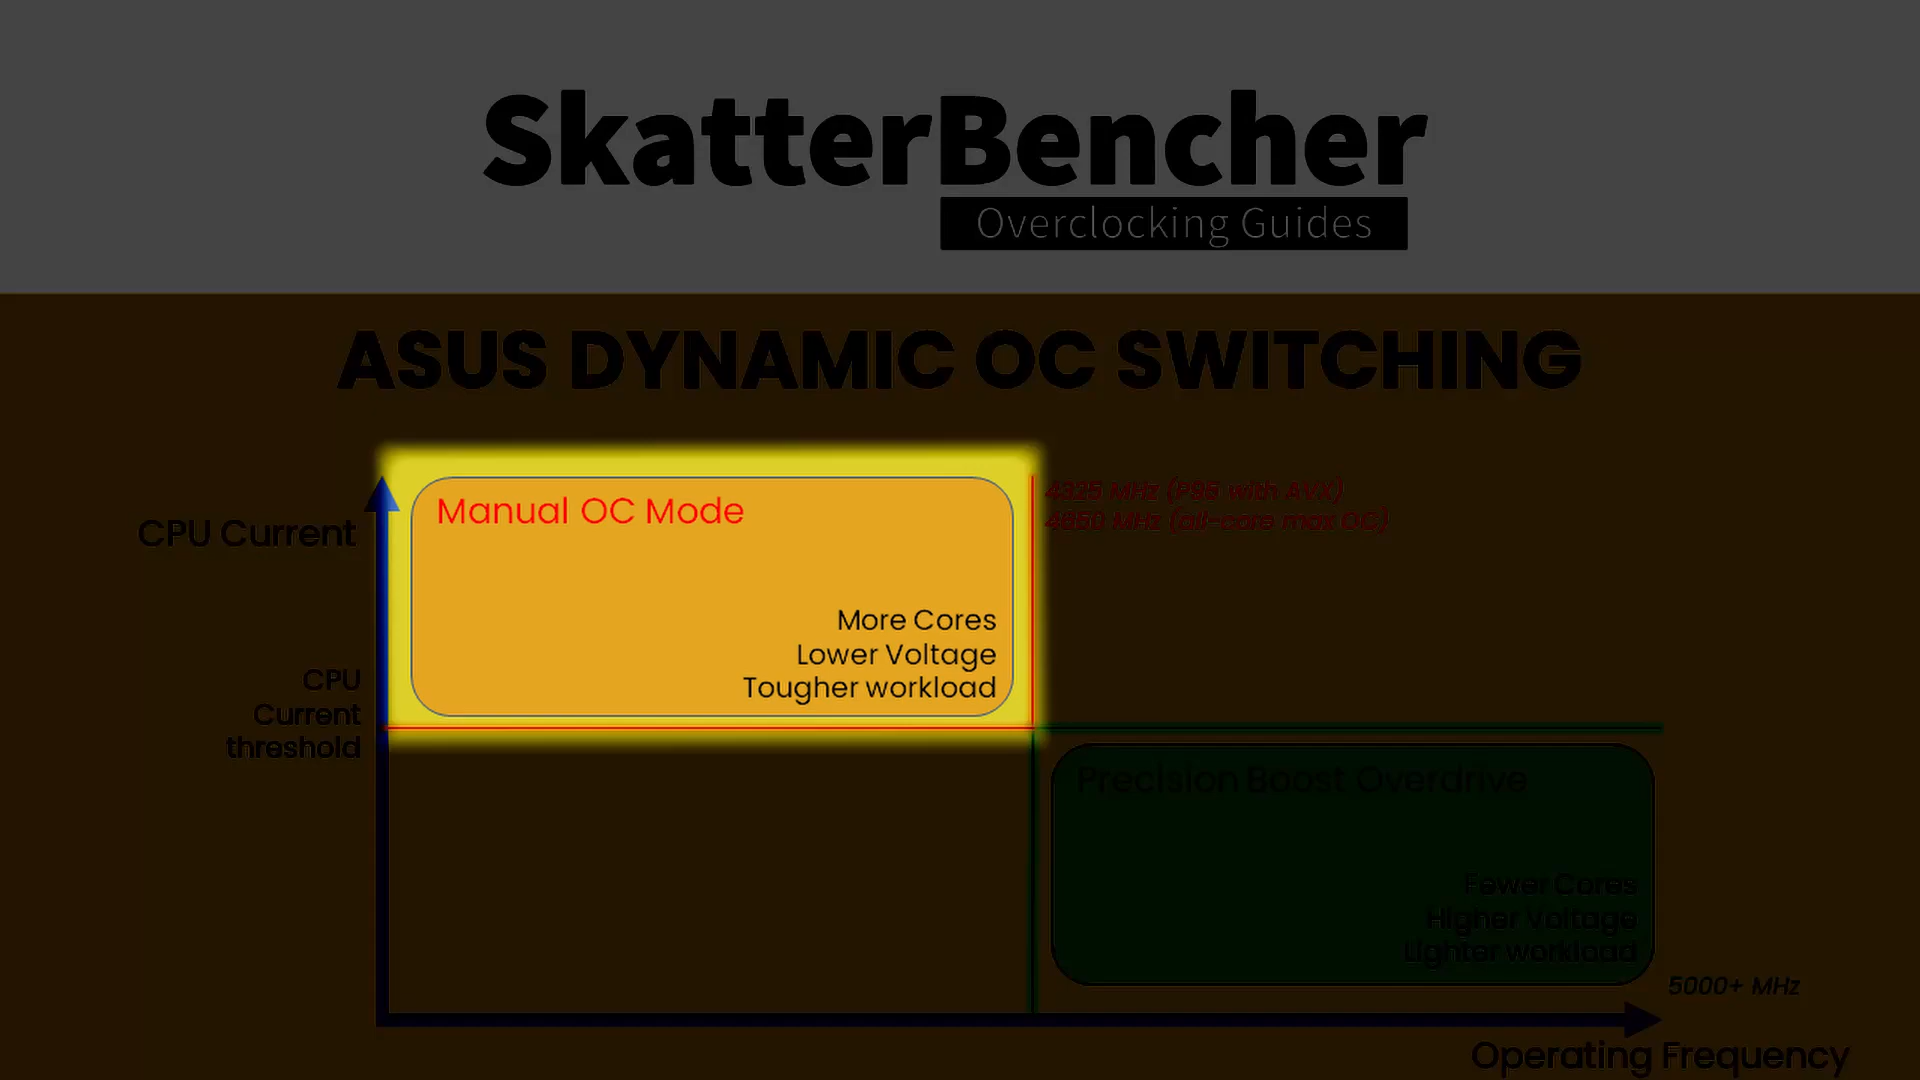 SkatterBencher
Overclocking Guides
ASUS DYNAMIC OC SWITCHING
Manual OC Mode
4325 MHz (P95 with AVX)
4650 MHz (all-core max OC)
CPU Current
More Cores
Lower Voltage
Tougher workload
CPU
Current
threshold
Precision Boost Overdrive
Fewer Cores
Higher Voltage
Lighter workload
5000+ MHz
Operating Frequency